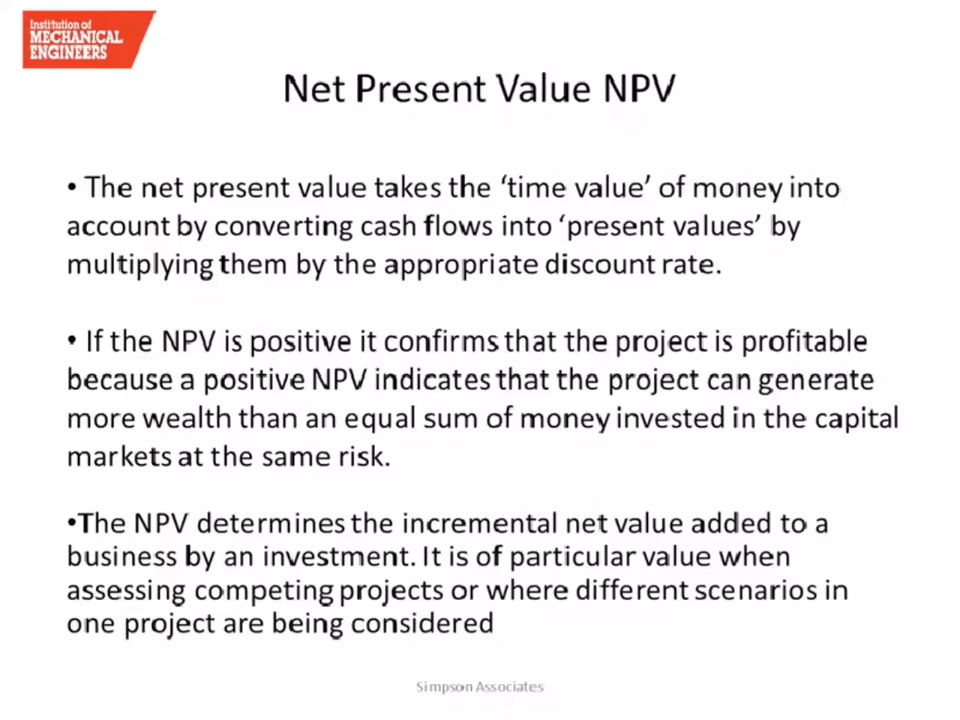 Institution of
MECHANICAL
ENGINEERS
Net Present Value NPV
• The net present value takes the ‘time value’ of money into
account by converting cash flows into ‘present values’ by
multiplying them by the appropriate discount rate.
• If the NPV is positive it confirms that the project is profitable
because a positive NPV indicates that the project can generate
more wealth than an equal sum of money invested in the capital
markets at the same risk.
•The NPV determines the incremental net value added to a
business by an investment. It is of particular value when
assessing competing projects or where different scenarios in
one project are being considered
Simpson Associates